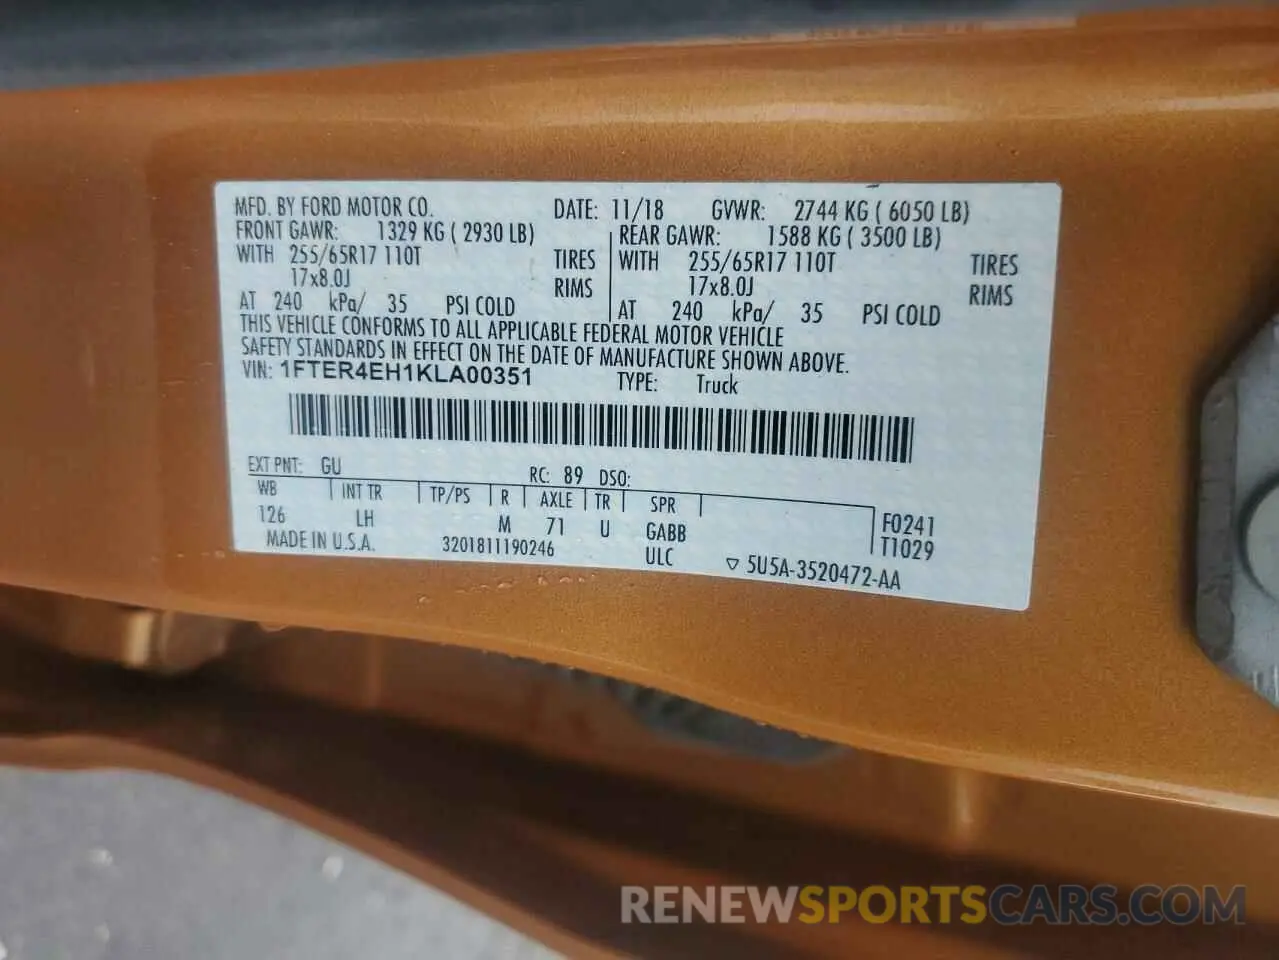 MFD. BY FORD MOTOR CO. DATE: 11/18 GVWR: 2744 KG ( 6050 LB)
FRONT GAWR: 1329 KG ( 2930 LB) REAR GAWR: 1588 KG ( 3500 LB)
WITH 255/65R17 110T TIRES WITH 255/65R17 110T TIRES
17x8.0J RIMS 17x8.0J RIMS
AT 240 kPa/ 35 PSI COLD AT 240 kPa/ 35 PSI COLD
THIS VEHICLE CONFORMS TO ALL APPLICABLE FEDERAL MOTOR VEHICLE
SAFETY STANDARDS IN EFFECT ON THE DATE OF MANUFACTURE SHOWN ABOVE.
VIN: 1FTER4EH1KLA00351 TYPE: Truck
EXT PNT: GU RC: 89 DSO:
WB INT TR TP/PS R AXLE TR SPR
126 LH M 71 U GABB F0241
MADE IN U.S.A. 3201811190246 ULC T1029
▽ 5U5A-3520472-AA
RENEWSPORTSCARS.COM